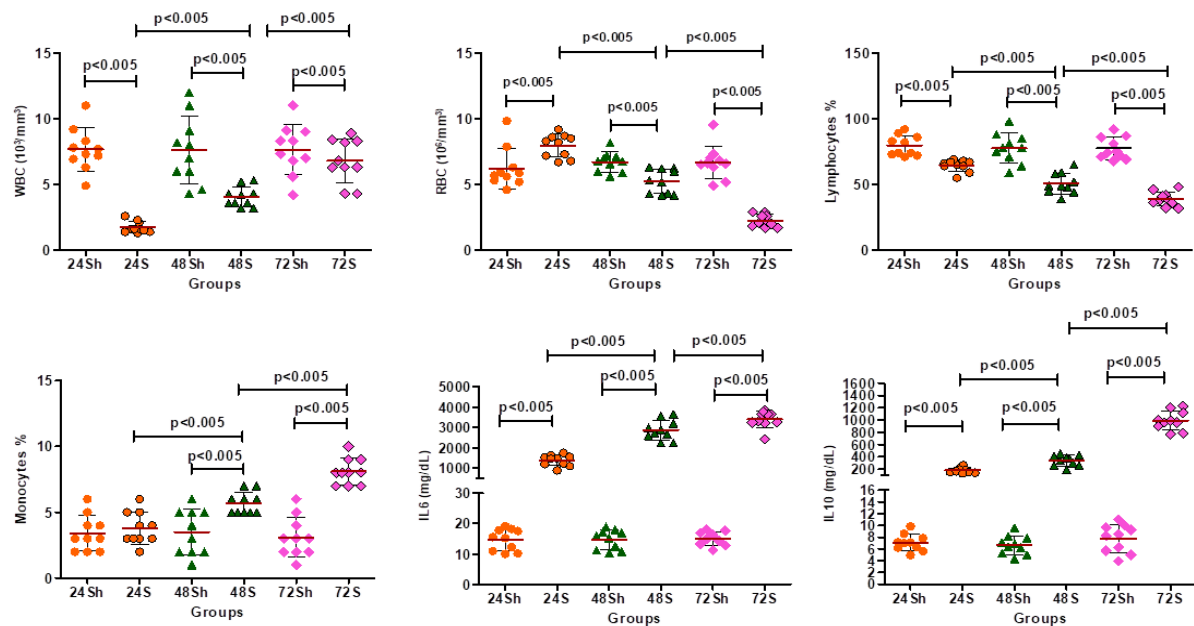 p<0.005 p<0.005
p<0.005 p<0.005 p<0.005
WBC (10³/mm³)
15
10
5
0
24Sh 24S 48Sh 48S 72Sh 72S
Groups
p<0.005 p<0.005
p<0.005 p<0.005 p<0.005
RBC (10⁶/mm³)
15
10
5
0
24Sh 24S 48Sh 48S 72Sh 72S
Groups
p<0.005 p<0.005
p<0.005 p<0.005 p<0.005
Lymphocytes %
150
100
50
0
24Sh 24S 48Sh 48S 72Sh 72S
Groups
p<0.005
p<0.005 p<0.005
p<0.005
Monocytes %
15
10
5
0
24Sh 24S 48Sh 48S 72Sh 72S
Groups
p<0.005 p<0.005
p<0.005 p<0.005 p<0.005
IL6 (mg/dL)
5000
4000
3000
2000
1000
30
20
15
10
5
0
24Sh 24S 48Sh 48S 72Sh 72S
Groups
p<0.005
p<0.005 p<0.005
p<0.005 p<0.005
IL10 (mg/dL)
1600
1400
1200
1000
800
600
400
200
16
14
12
10
8
6
4
2
0
24Sh 24S 48Sh 48S 72Sh 72S
Groups